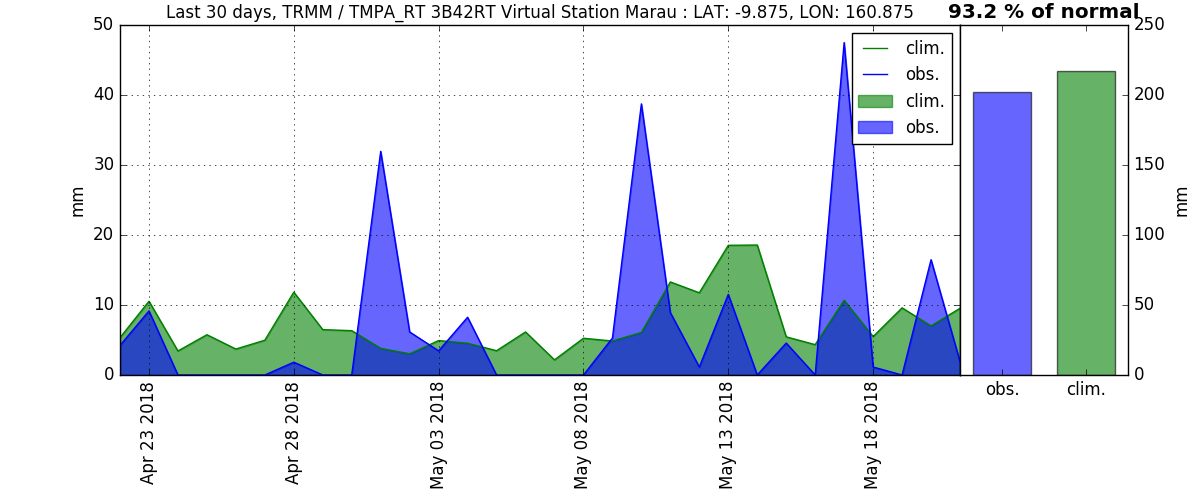 Last 30 days, TRMM / TMPA_RT 3B42RT Virtual Station Marau : LAT: -9.875, LON: 160.875
93.2 % of normal
50
40
30
20
10
0
mm
clim.
obs.
clim.
obs.
250
200
150
100
50
0
mm
Apr 23 2018
Apr 28 2018
May 03 2018
May 08 2018
May 13 2018
May 18 2018
obs.
clim.